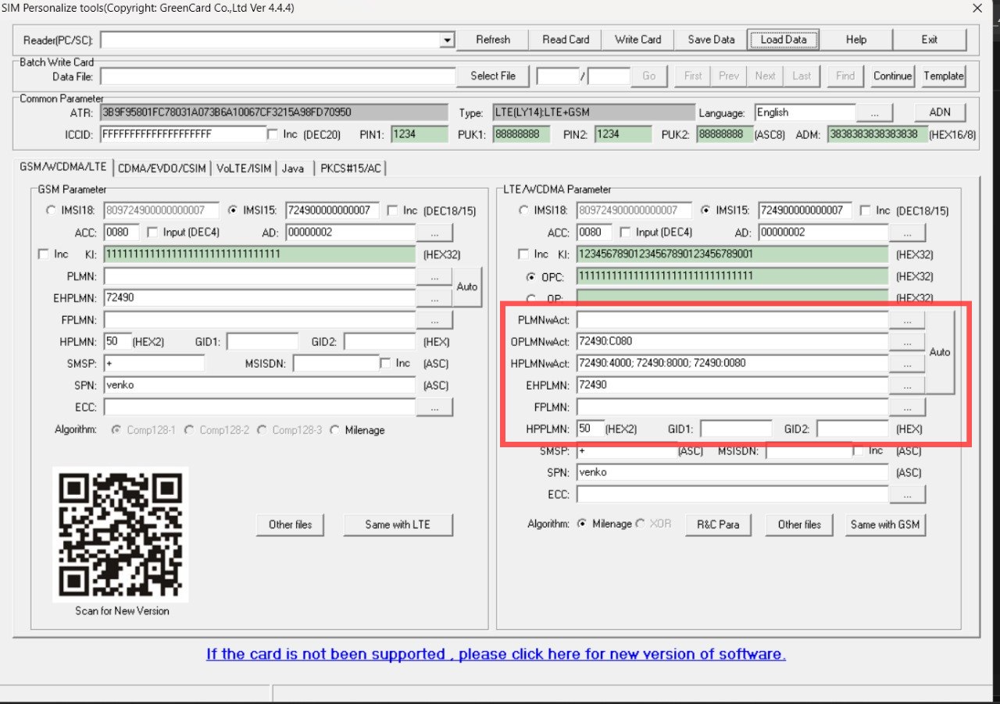 SIM Personalize tools(Copyright: GreenCard Co.,Ltd Ver 4.4.4)
Reader(PC/SC): Refresh Read Card Write Card Save Data Load Data Help Exit
Batch Write Card
Data File: Select File / Go First Prev Next Last Find Continue Template
Common Parameter
ATR: 3B9F95801FC78031A073B6A10067CF3215A98FD70950 Type: LTE(LY14):LTE+GSM Language: English ... ADN
ICCID: FFFFFFFFFFFFFFFFFFFF Inc (DEC20) PIN1: 1234 PUK1: 88888888 PIN2: 1234 PUK2: 88888888 (ASC8) ADM: 3838383838383838 (HEX16/8)
GSM/WCDMA/LTE CDMA/EVDO/CSIM VoLTE/ISIM Java PKCS#15/AC
GSM Parameter
IMSI18: 809724900000000007 IMSI15: 724900000000007 Inc (DEC18/15)
ACC: 0080 Input (DEC4) AD: 00000002 ...
Inc KI: 11111111111111111111111111111111 (HEX32)
PLMN: ...
Auto
EHPLMN: 72490 ...
FPLMN: ...
HPLMN: 50 (HEX2) GID1: GID2: (HEX)
SMSP: + MSISDN: Inc (ASC)
SPN: venko (ASC)
ECC: ...
Algorithm: Comp128-1 Comp128-2 Comp128-3 Milenage
Other files Same with LTE
Scan for New Version
LTE/WCDMA Parameter
IMSI18: 809724900000000007 IMSI15: 724900000000007 Inc (DEC18/15)
ACC: 0080 Input (DEC4) AD: 00000002 ...
Inc KI: 12345678901234567890123456789001 (HEX32)
OPC: 11111111111111111111111111111111 (HEX32)
OP: (HEX32)
PLMNwAct: ...
OPLMNwAct: 72490:C080 ...
Auto
HPLMNwAct: 72490:4000; 72490:8000; 72490:0080 ...
EHPLMN: 72490 ...
FPLMN: ...
HPPLMN: 50 (HEX2) GID1: GID2: (HEX)
SMSP: + (ASC) MSISDN: Inc (ASC)
SPN: venko (ASC)
ECC: ...
Algorithm: Milenage XOR R&C Para Other files Same with GSM
If the card is not been supported , please click here for new version of software.